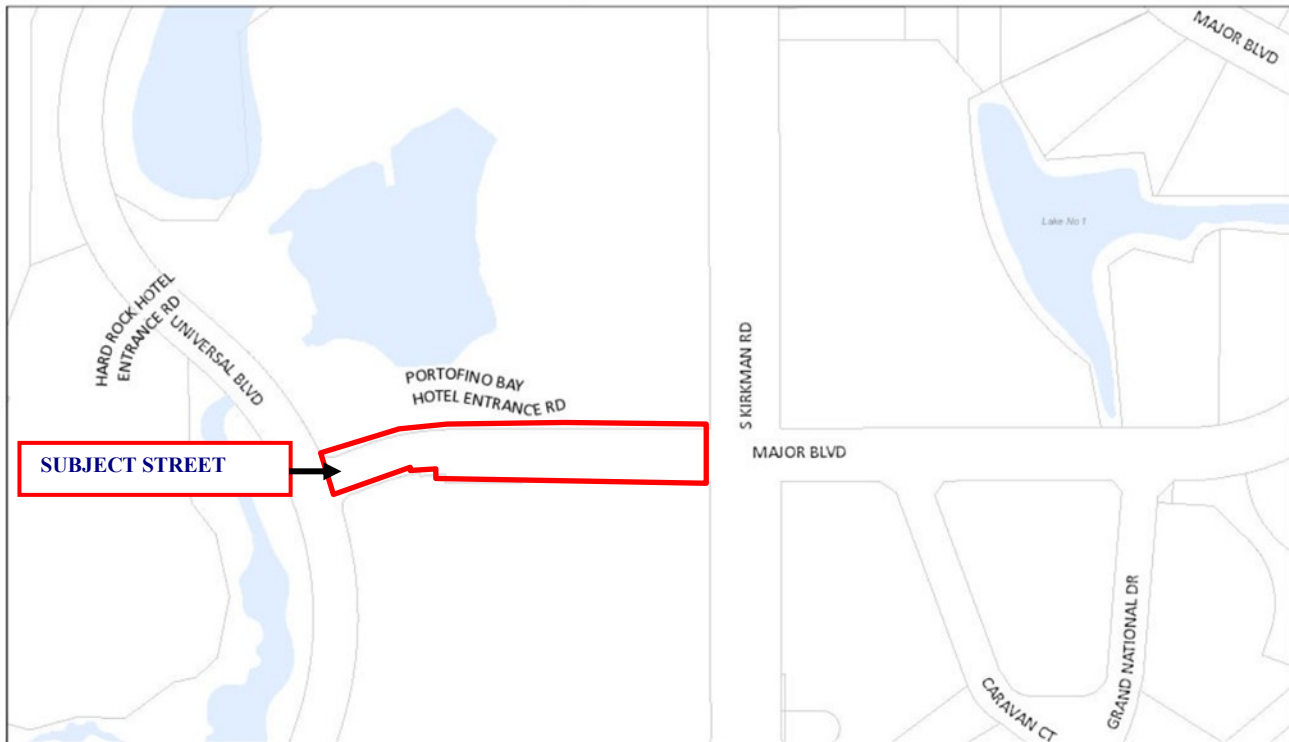 MAJOR BLVD
Lake No 1
HARD ROCK HOTEL
ENTRANCE RD
UNIVERSAL BLVD
PORTOFINO BAY
HOTEL ENTRANCE RD
S KIRKMAN RD
MAJOR BLVD
SUBJECT STREET
GRAND NATIONAL DR
CARAVAN CT